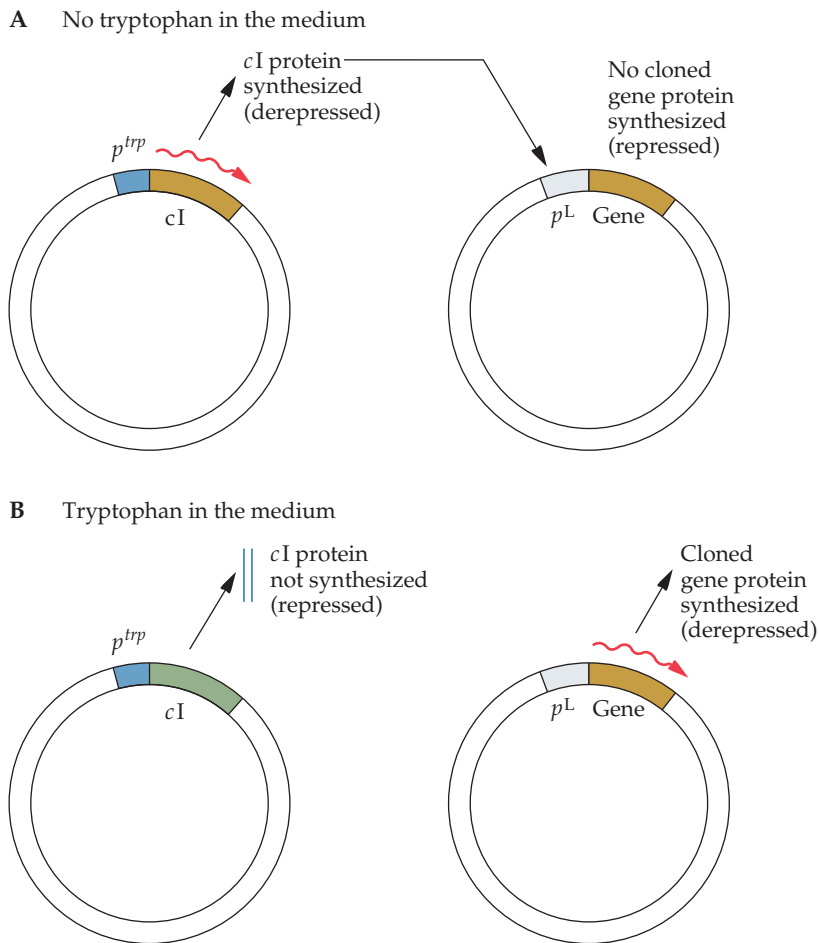 A No tryptophan in the medium
cI protein
synthesized
(derepressed)
No cloned
gene protein
synthesized
(repressed)
p^trp
cI
p^L Gene
B Tryptophan in the medium
cI protein
not synthesized
(repressed)
Cloned
gene protein
synthesized
(derepressed)
p^trp
cI
p^L Gene